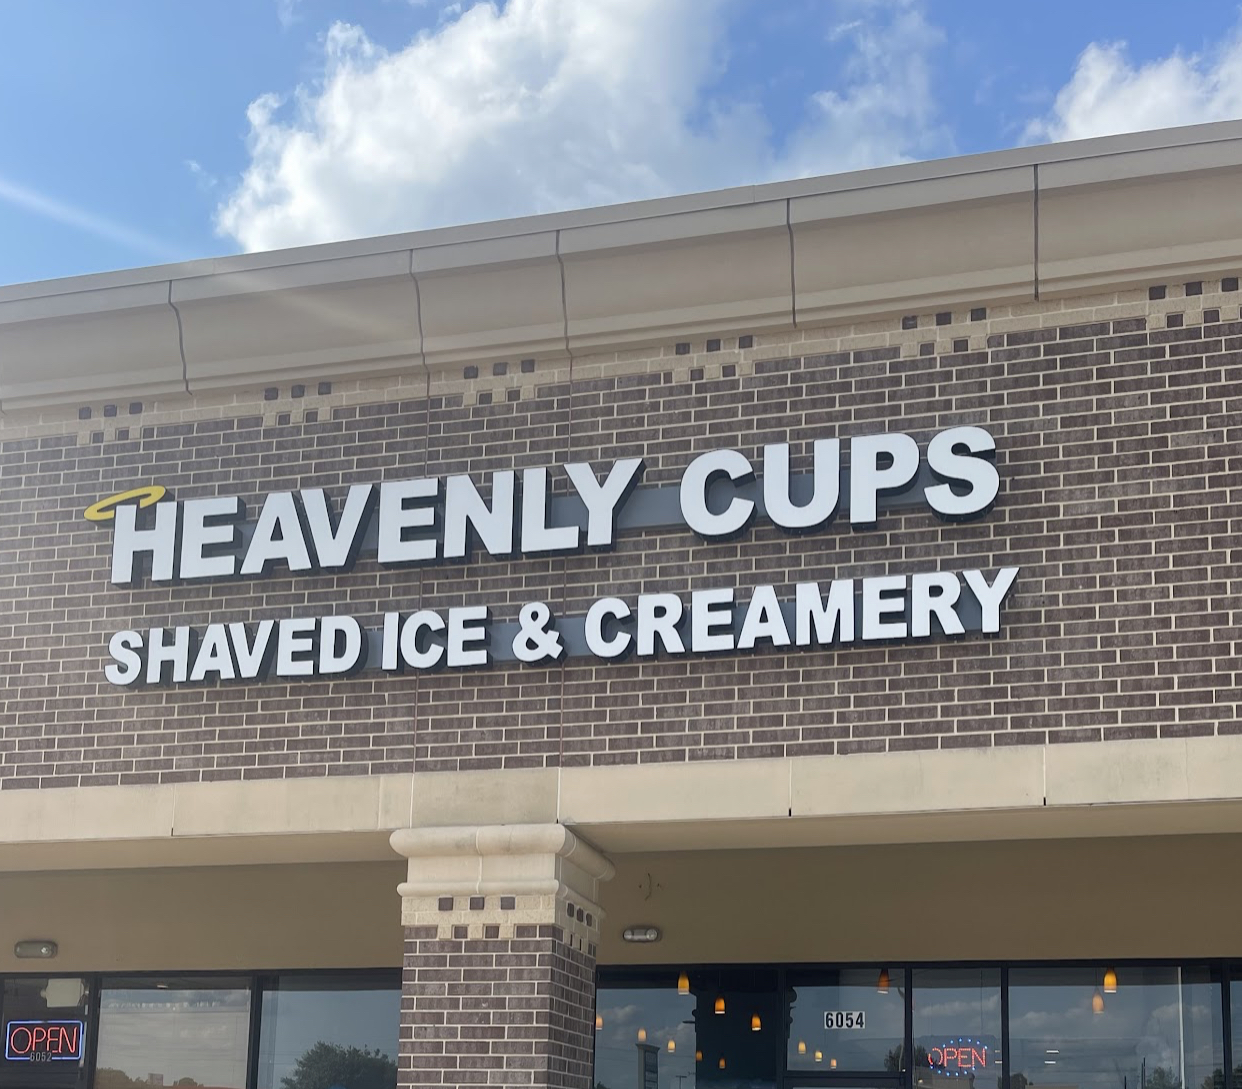 HEAVENLY CUPS
SHAVED ICE & CREAMERY
6054
OPEN
6052
OPEN